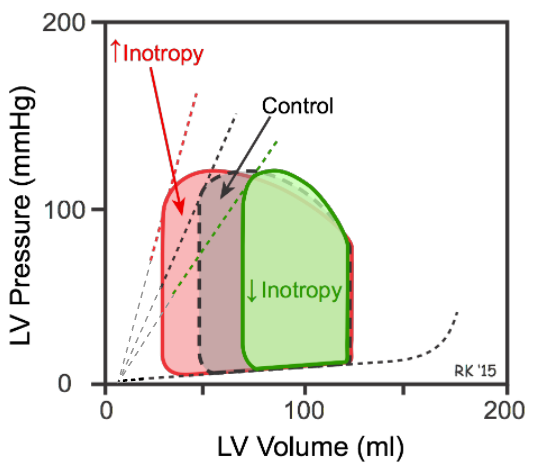 200
↑Inotropy
Control
LV Pressure (mmHg)
100
↓Inotropy
RK '15
0
0
100
200
LV Volume (ml)